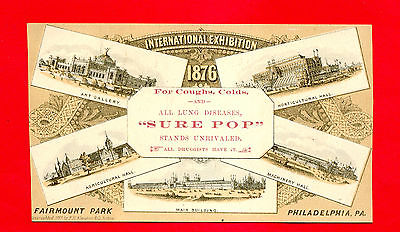 INTERNATIONAL EXHIBITION
1876
ART GALLERY
HORTICULTURAL HALL
For Coughs, Colds,
—AND—
ALL LUNG DISEASES,
"SURE POP"
STANDS UNRIVALED.
ALL DRUGGISTS HAVE IT.
AGRICULTURAL HALL
MACHINERY HALL
MAIN BUILDING
FAIRMOUNT PARK
PHILADELPHIA, PA.